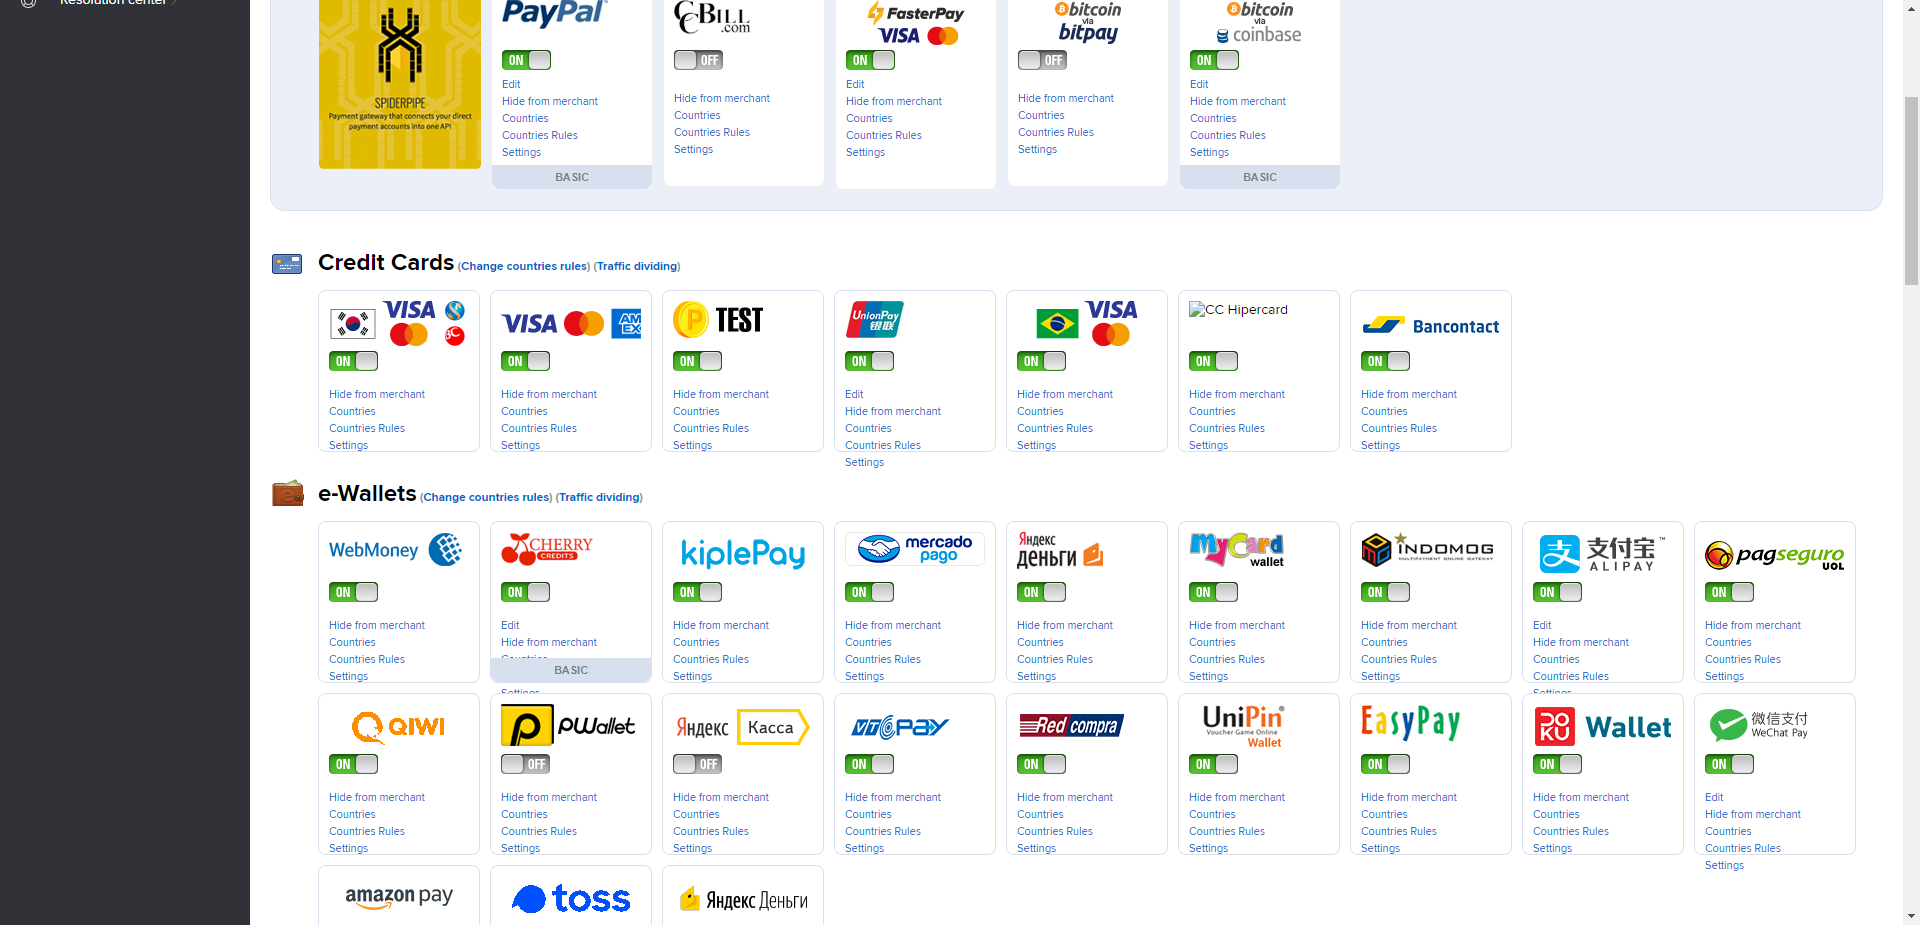 Resolution center
SPIDERPIPE
Payment gateway that connects your direct
payment accounts into one API
PayPal
ON
Edit
Hide from merchant
Countries
Countries Rules
Settings
BASIC
CCBILL.com
OFF
Hide from merchant
Countries
Countries Rules
Settings
FasterPay
VISA
ON
Edit
Hide from merchant
Countries
Countries Rules
Settings
bitcoin
via
bitpay
OFF
Hide from merchant
Countries
Countries Rules
Settings
bitcoin
via
coinbase
ON
Edit
Hide from merchant
Countries
Countries Rules
Settings
BASIC
Credit Cards (Change countries rules) (Traffic dividing)
VISA
ON
Hide from merchant
Countries
Countries Rules
Settings
VISA AM EX
ON
Hide from merchant
Countries
Countries Rules
Settings
P TEST
ON
Hide from merchant
Countries
Countries Rules
Settings
UnionPay
银联
ON
Edit
Hide from merchant
Countries
Countries Rules
Settings
VISA
ON
Hide from merchant
Countries
Countries Rules
Settings
CC Hipercard
ON
Hide from merchant
Countries
Countries Rules
Settings
Bancontact
ON
Hide from merchant
Countries
Countries Rules
Settings
e-Wallets (Change countries rules) (Traffic dividing)
WebMoney
ON
Hide from merchant
Countries
Countries Rules
Settings
CHERRY
CREDITS
ON
Edit
Hide from merchant
Countries
BASIC
Settings
kiplePay
ON
Hide from merchant
Countries
Countries Rules
Settings
mercado
pago
ON
Hide from merchant
Countries
Countries Rules
Settings
Яндекс
деньги
ON
Hide from merchant
Countries
Countries Rules
Settings
MyCard
wallet
ON
Hide from merchant
Countries
Countries Rules
Settings
INDOMOG
MULTIPAYMENT ONLINE GATEWAY
ON
Hide from merchant
Countries
Countries Rules
Settings
支 支付宝™
ALIPAY
ON
Edit
Hide from merchant
Countries
Countries Rules
Settings
pagseguro
UOL
ON
Hide from merchant
Countries
Countries Rules
Settings
QIWI
ON
Hide from merchant
Countries
Countries Rules
Settings
p pWallet
OFF
Hide from merchant
Countries
Countries Rules
Settings
Яндекс Касса
OFF
Hide from merchant
Countries
Countries Rules
Settings
VTC PAY
ON
Hide from merchant
Countries
Countries Rules
Settings
Red compra
ON
Hide from merchant
Countries
Countries Rules
Settings
UniPin
Voucher Game Online
Wallet
ON
Hide from merchant
Countries
Countries Rules
Settings
EasyPay
ON
Hide from merchant
Countries
Countries Rules
Settings
DOKU Wallet
ON
Hide from merchant
Countries
Countries Rules
Settings
微信支付
WeChat Pay
ON
Edit
Hide from merchant
Countries
Countries Rules
Settings
amazon pay
toss
Яндекс Деньги